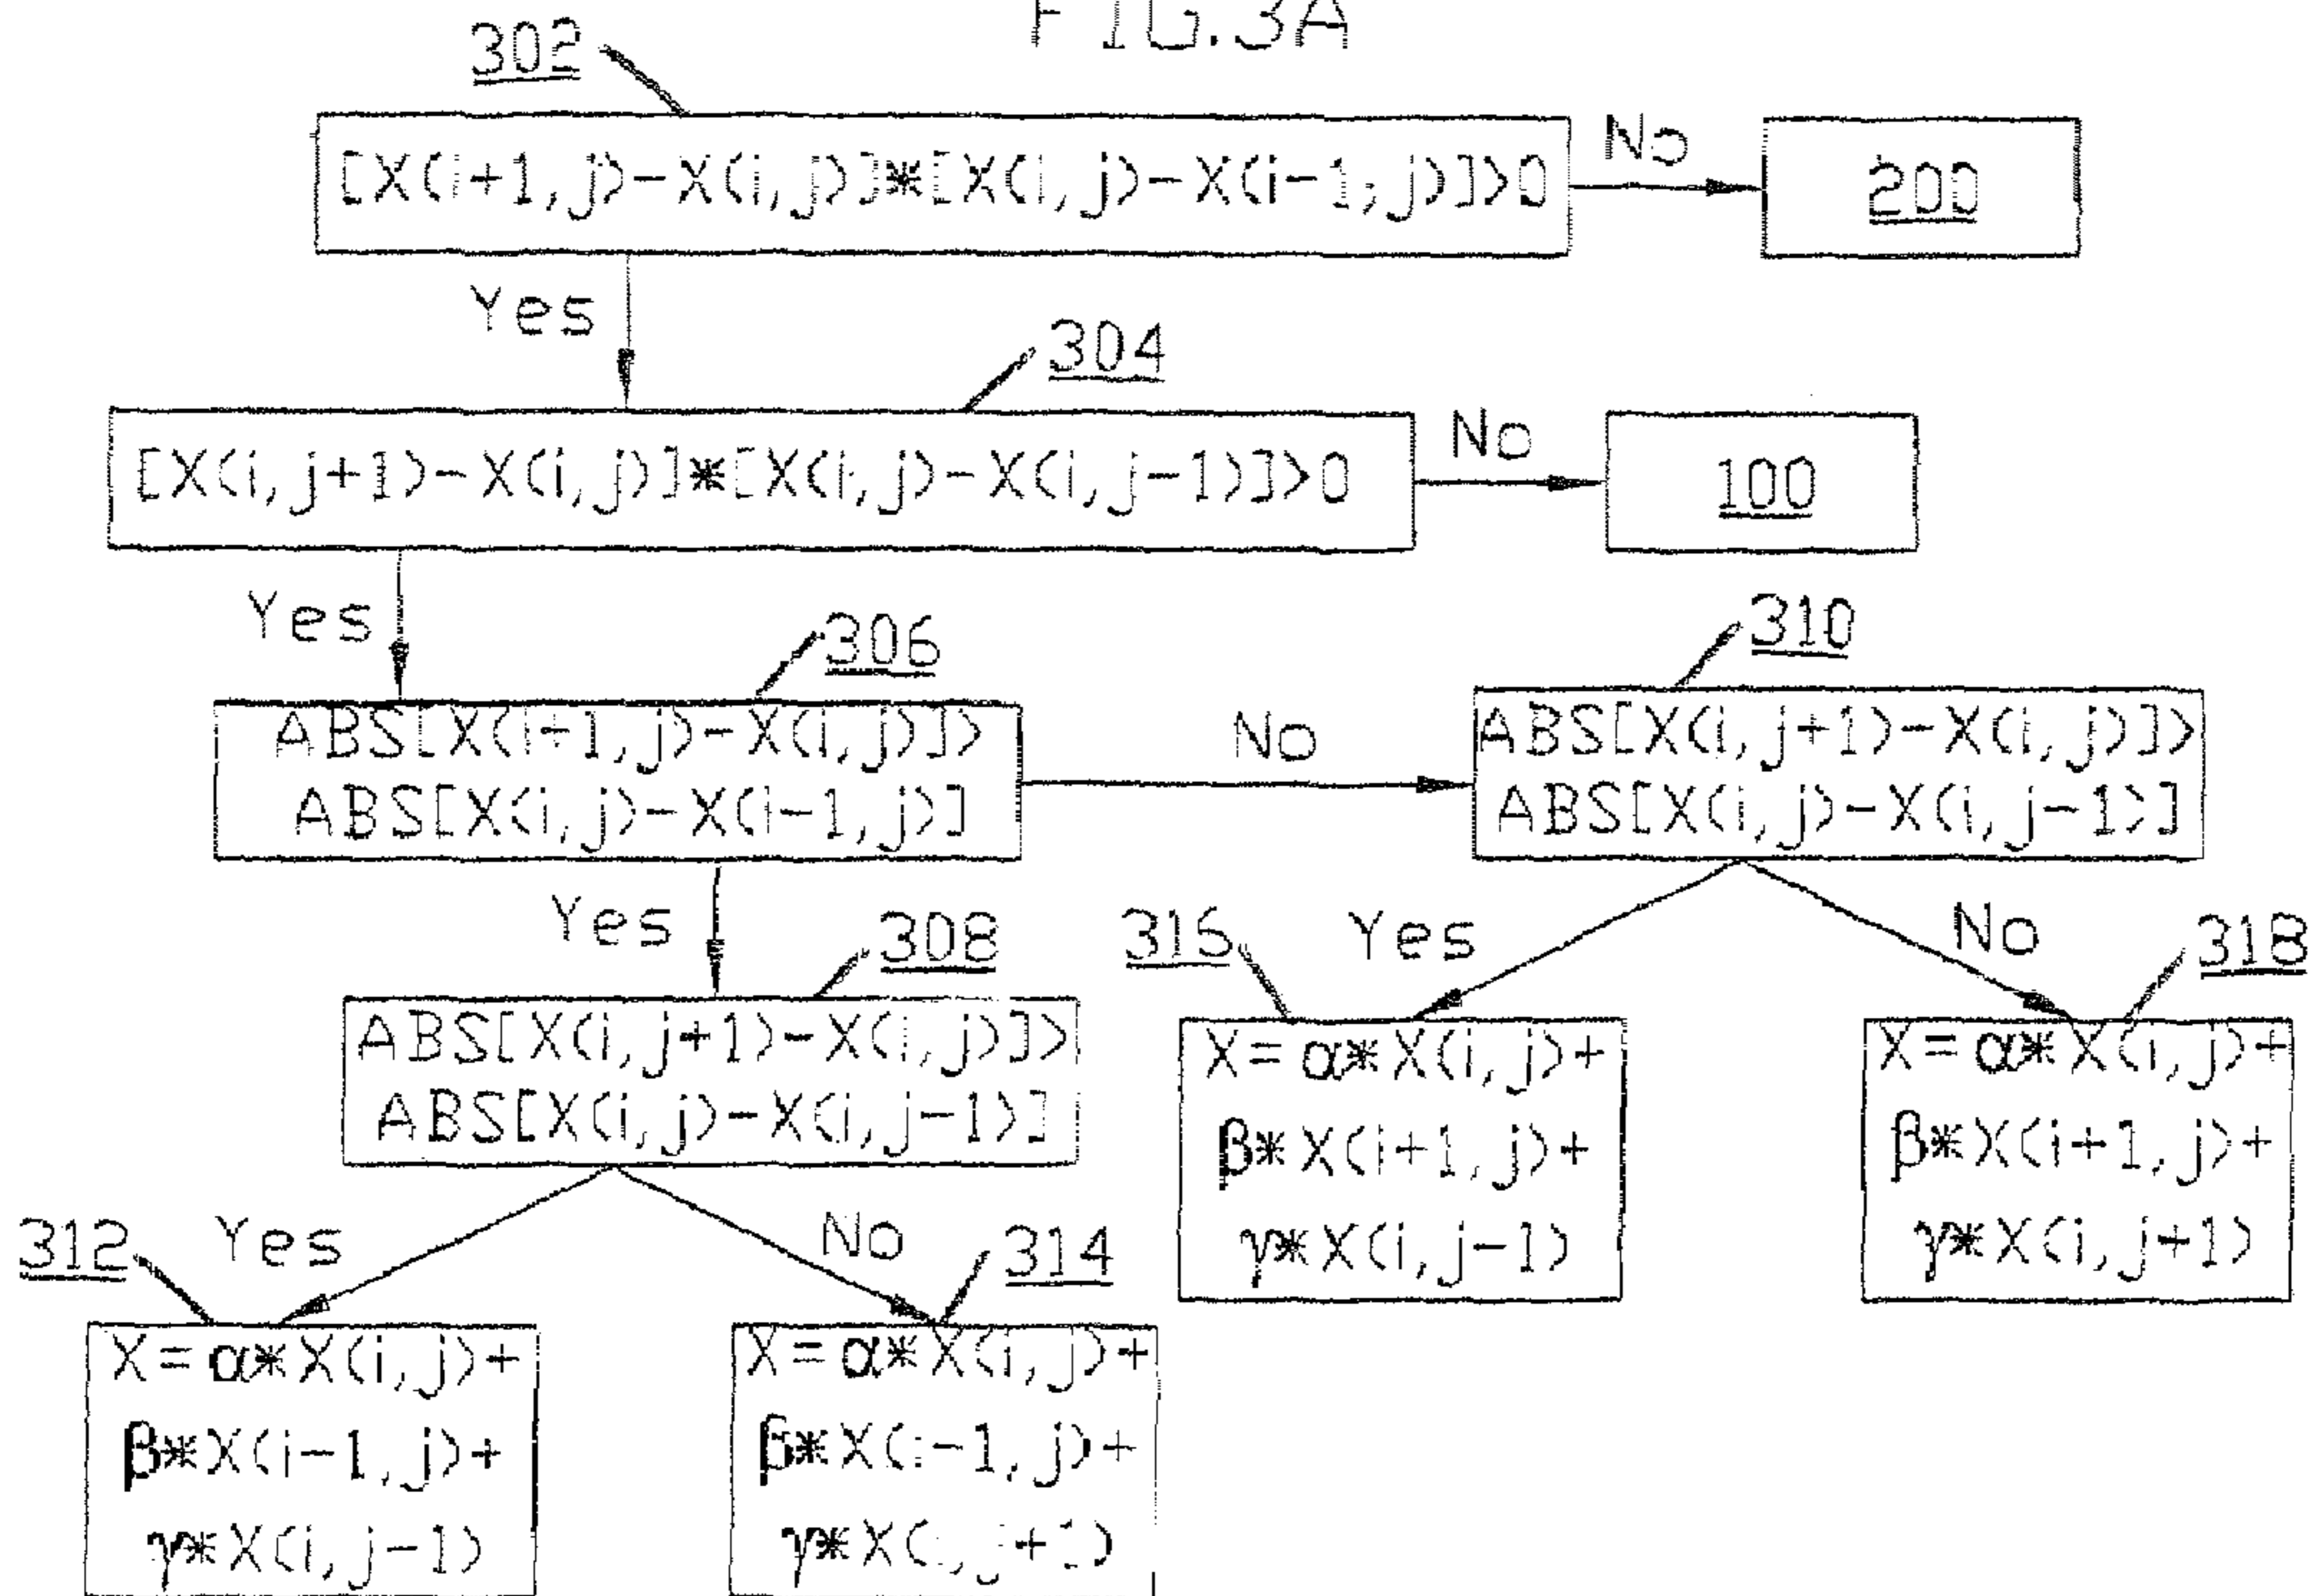 FIG.3A
302
[X(i+1,j)-X(i,j)]*[X(i,j)-X(i-1,j)]>0
No
200
Yes
304
[X(i,j+1)-X(i,j)]*[X(i,j)-X(i,j-1)]>0
No
100
Yes
306
310
ABS[X(i+1,j)-X(i,j)]>
ABS[X(i,j)-X(i-1,j)]
No
ABS[X(i,j+1)-X(i,j)]>
ABS[X(i,j)-X(i,j-1)]
Yes
308
316
Yes
No
318
ABS[X(i,j+1)-X(i,j)]>
ABS[X(i,j)-X(i,j-1)]
X=α*X(i,j)+
β*X(i+1,j)+
γ*X(i,j-1)
X=α*X(i,j)+
β*X(i+1,j)+
γ*X(i,j+1)
312
Yes
No
314
X=α*X(i,j)+
β*X(i-1,j)+
γ*X(i,j-1)
X=α*X(i,j)+
β*X(i-1,j)+
γ*X(i,j+1)